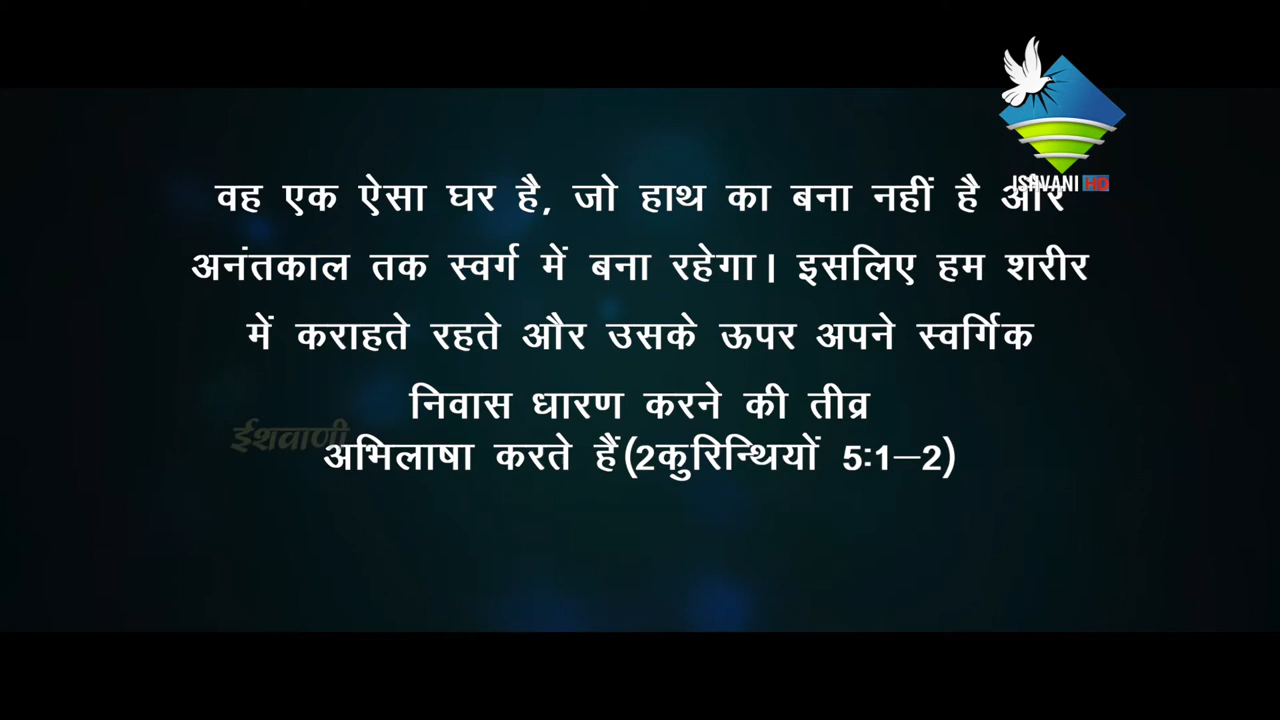 ISAVANI HD
वह एक ऐसा घर है, जो हाथ का बना नहीं है और
अनंतकाल तक स्वर्ग में बना रहेगा। इसलिए हम शरीर
में कराहते रहते और उसके ऊपर अपने स्वर्गिक
निवास धारण करने की तीव्र
ईशवाणी
अभिलाषा करते हैं(2कुरिन्थियों 5:1–2)